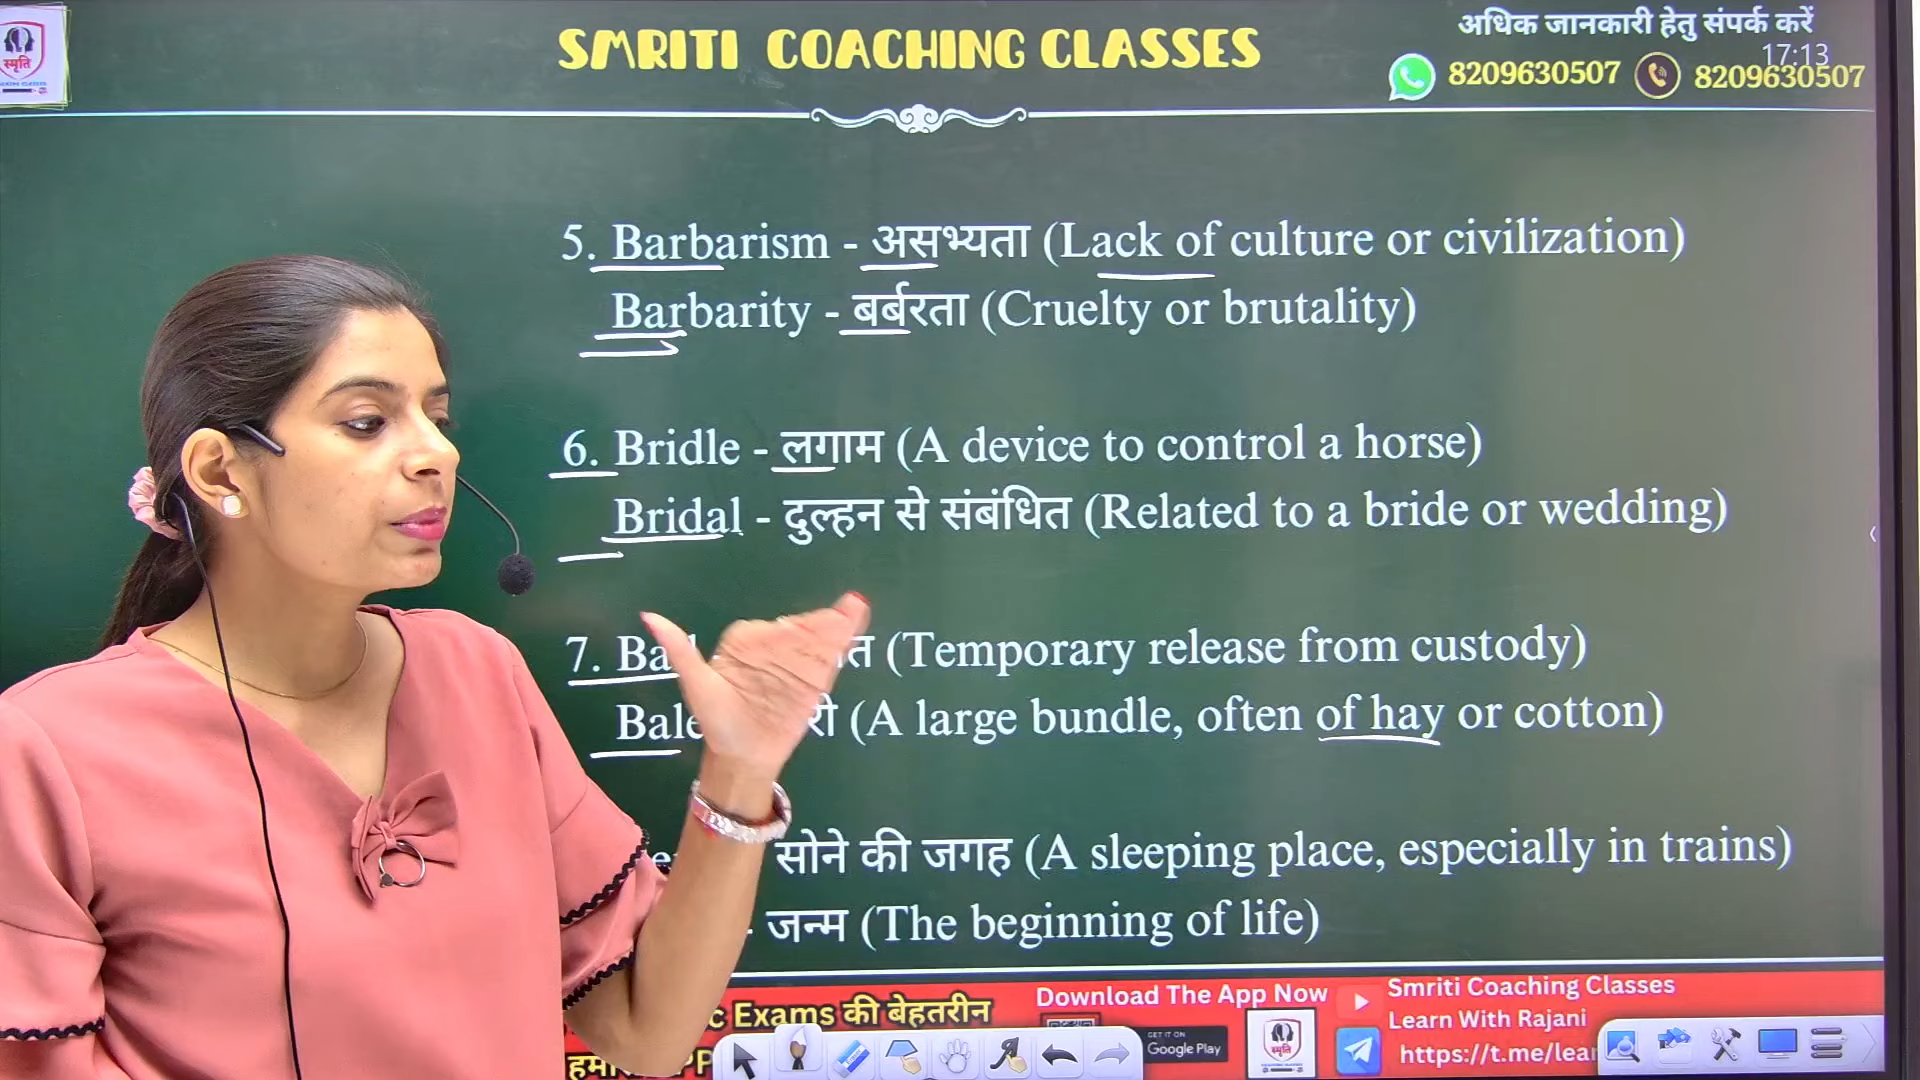 SMRITI COACHING CLASSES
अधिक जानकारी हेतु संपर्क करें
17:13
8209630507 8209630507
स्मृति
5. Barbarism - असभ्यता (Lack of culture or civilization)
Barbarity - बर्बरता (Cruelty or brutality)
6. Bridle - लगाम (A device to control a horse)
Bridal - दुल्हन से संबंधित (Related to a bride or wedding)
7. (Temporary release from custody)
Bale (A large bundle, often of hay or cotton)
सोने की जगह (A sleeping place, especially in trains)
- जन्म (The beginning of life)
Exams की बेहतरीन
Download The App Now
GET IT ON
Google Play
स्मृति
Smriti Coaching Classes
Learn With Rajani
https://t.me/lear